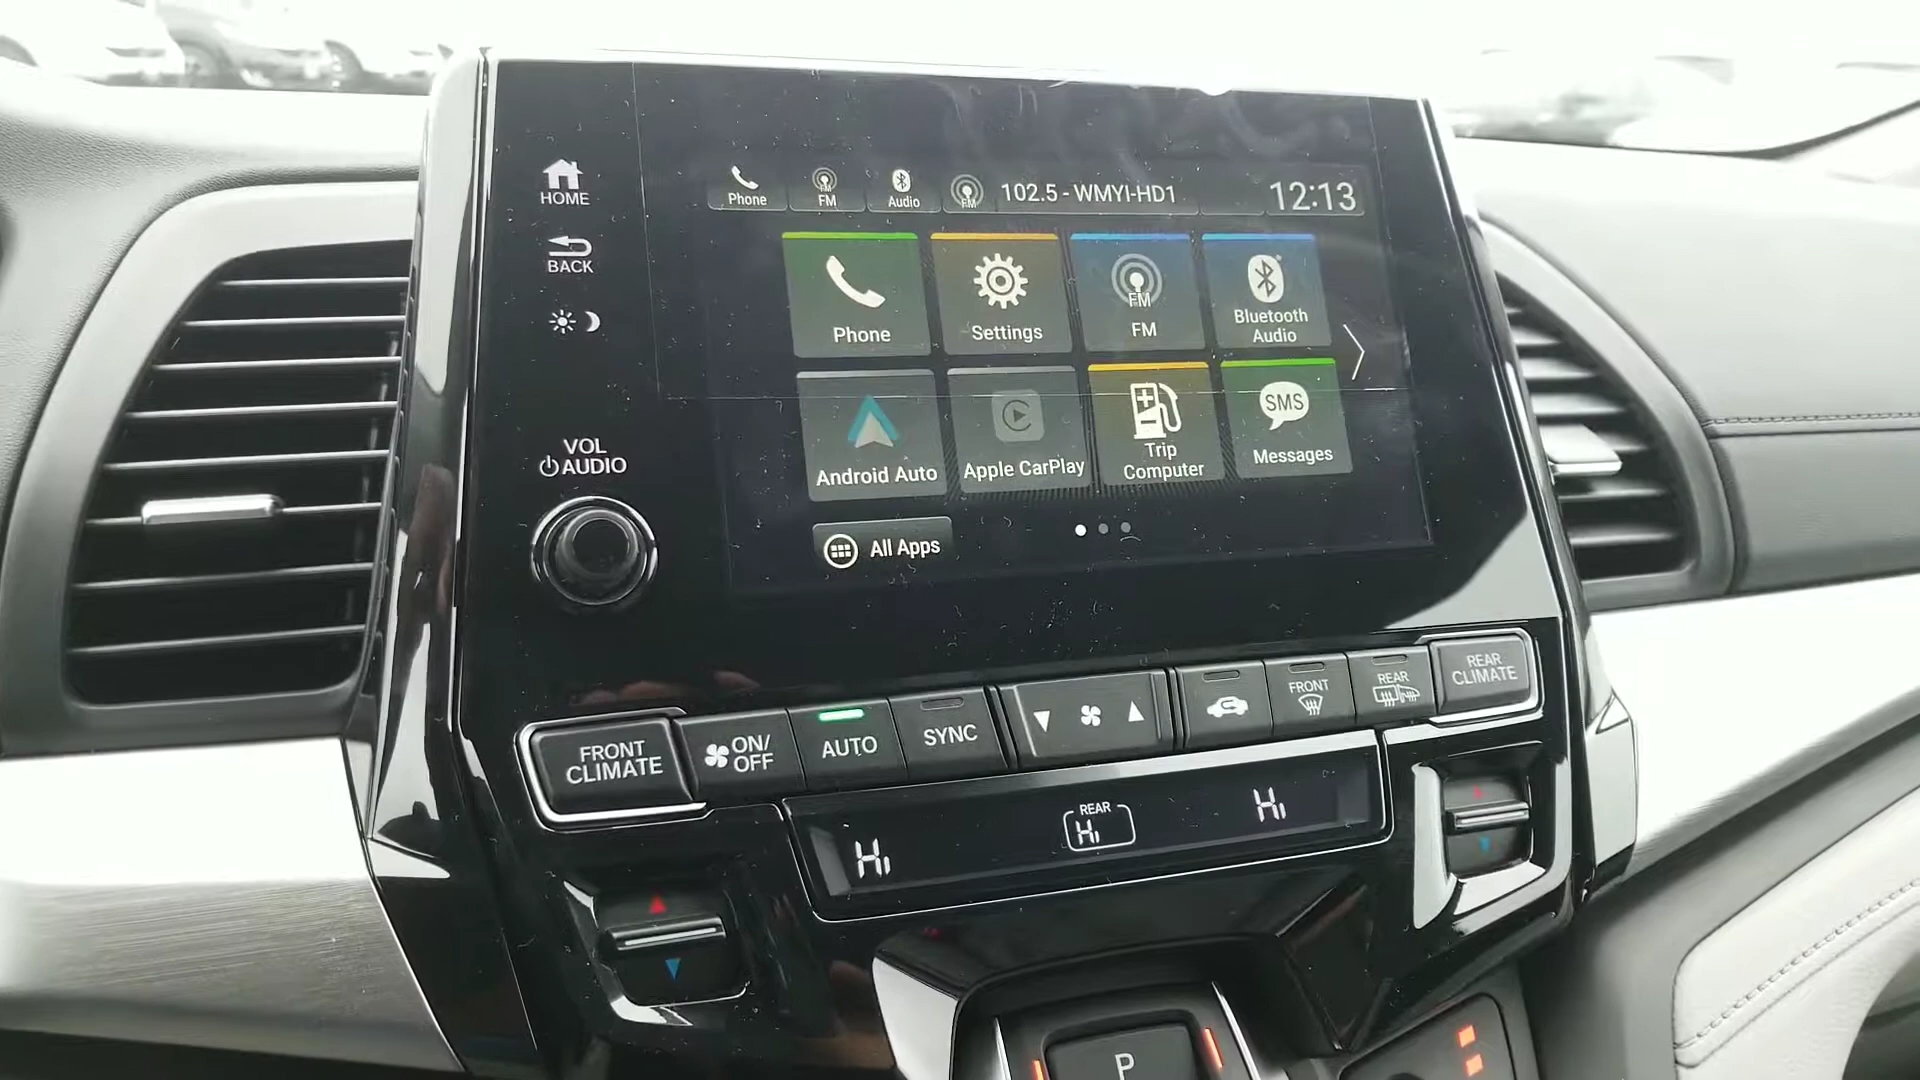 HOME
BACK
VOL
AUDIO
Phone
FM
FM
Audio
FM
102.5 - WMYI-HD1
12:13
Phone
Settings
FM
FM
Bluetooth
Audio
Android Auto
Apple CarPlay
Trip
Computer
SMS
Messages
All Apps
FRONT
CLIMATE
ON/
OFF
AUTO
SYNC
FRONT
REAR
REAR
CLIMATE
Hi
REAR
Hi
Hi
P